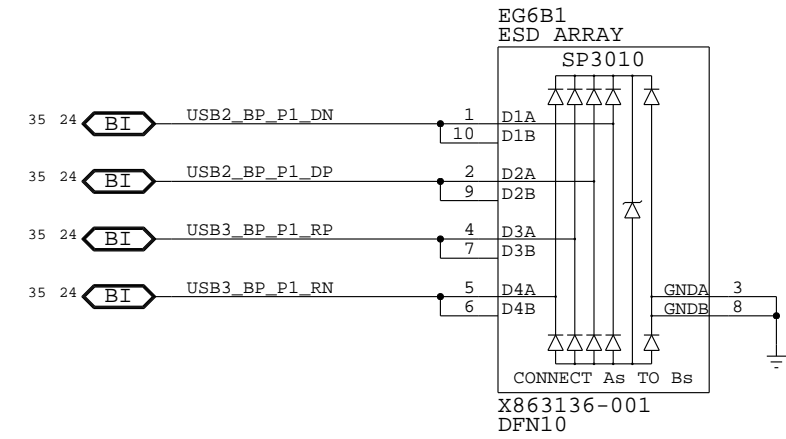 EG6B1
ESD ARRAY
SP3010
35 24 BI USB2_BP_P1_DN 1 D1A
10 D1B
35 24 BI USB2_BP_P1_DP 2 D2A
9 D2B
35 24 BI USB3_BP_P1_RP 4 D3A
7 D3B
35 24 BI USB3_BP_P1_RN 5 D4A GNDA 3
6 D4B GNDB 8
CONNECT As TO Bs
X863136-001
DFN10